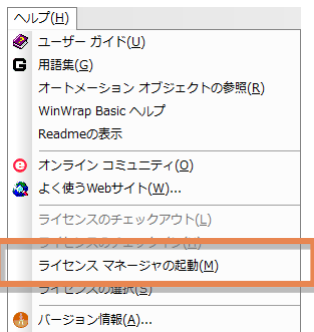 ヘルプ(H)
ユーザー ガイド(U)
用語集(G)
オートメーション オブジェクトの参照(R)
WinWrap Basic ヘルプ
Readmeの表示
オンライン コミュニティ(O)
よく使うWebサイト(W)...
ライセンスのチェックアウト(L)
ライセンス マネージャの起動(M)
ライセンスの選択(S)
バージョン情報(A)...